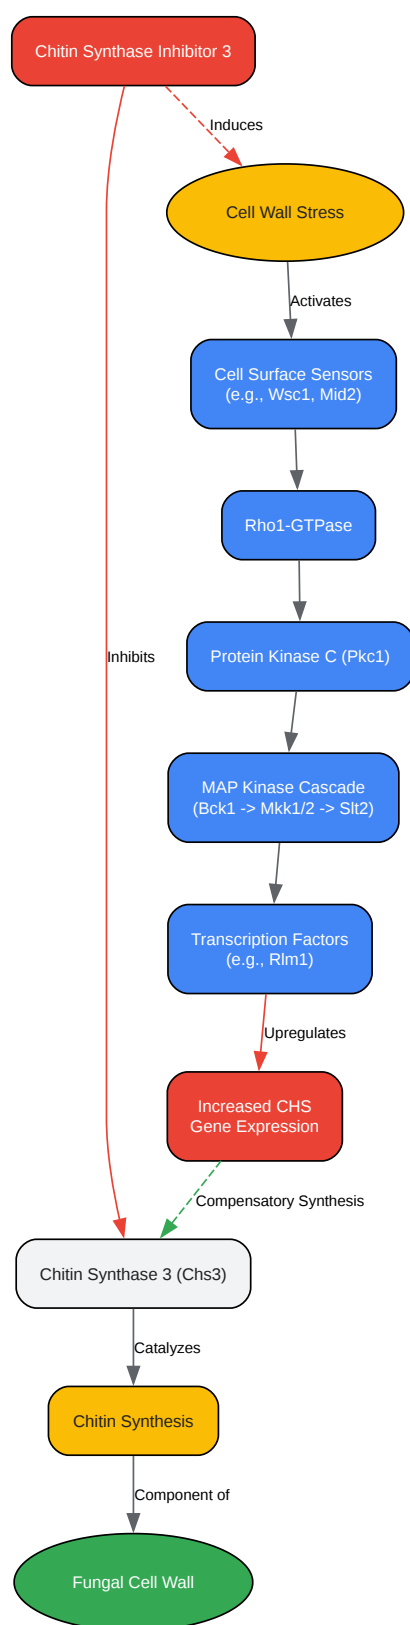 Chitin Synthase Inhibitor 3
Induces
Cell Wall Stress
Activates
Cell Surface Sensors
(e.g., Wsc1, Mid2)
Rho1-GTPase
Inhibits
Protein Kinase C (Pkc1)
MAP Kinase Cascade
(Bck1 -> Mkk1/2 -> Slt2)
Transcription Factors
(e.g., Rlm1)
Upregulates
Increased CHS
Gene Expression
Compensatory Synthesis
Chitin Synthase 3 (Chs3)
Catalyzes
Chitin Synthesis
Component of
Fungal Cell Wall